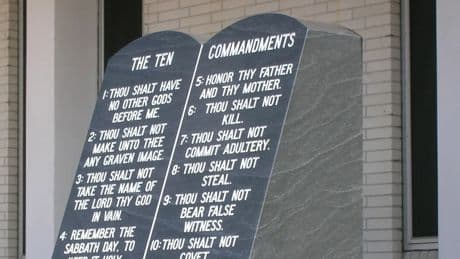 THE TEN
1: THOU SHALT HAVE
NO OTHER GODS
BEFORE ME.
2: THOU SHALT NOT
MAKE UNTO THEE
ANY GRAVEN IMAGE.
3: THOU SHALT NOT
TAKE THE NAME OF
THE LORD THY GOD
IN VAIN.
4: REMEMBER THE
SABBATH DAY, TO
KEEP IT HOLY
COMMANDMENTS
5: HONOR THY FATHER
AND THY MOTHER.
6: THOU SHALT NOT
KILL.
7: THOU SHALT NOT
COMMIT ADULTERY.
8: THOU SHALT NOT
STEAL.
9: THOU SHALT NOT
BEAR FALSE
WITNESS.
10: THOU SHALT NOT
COVET